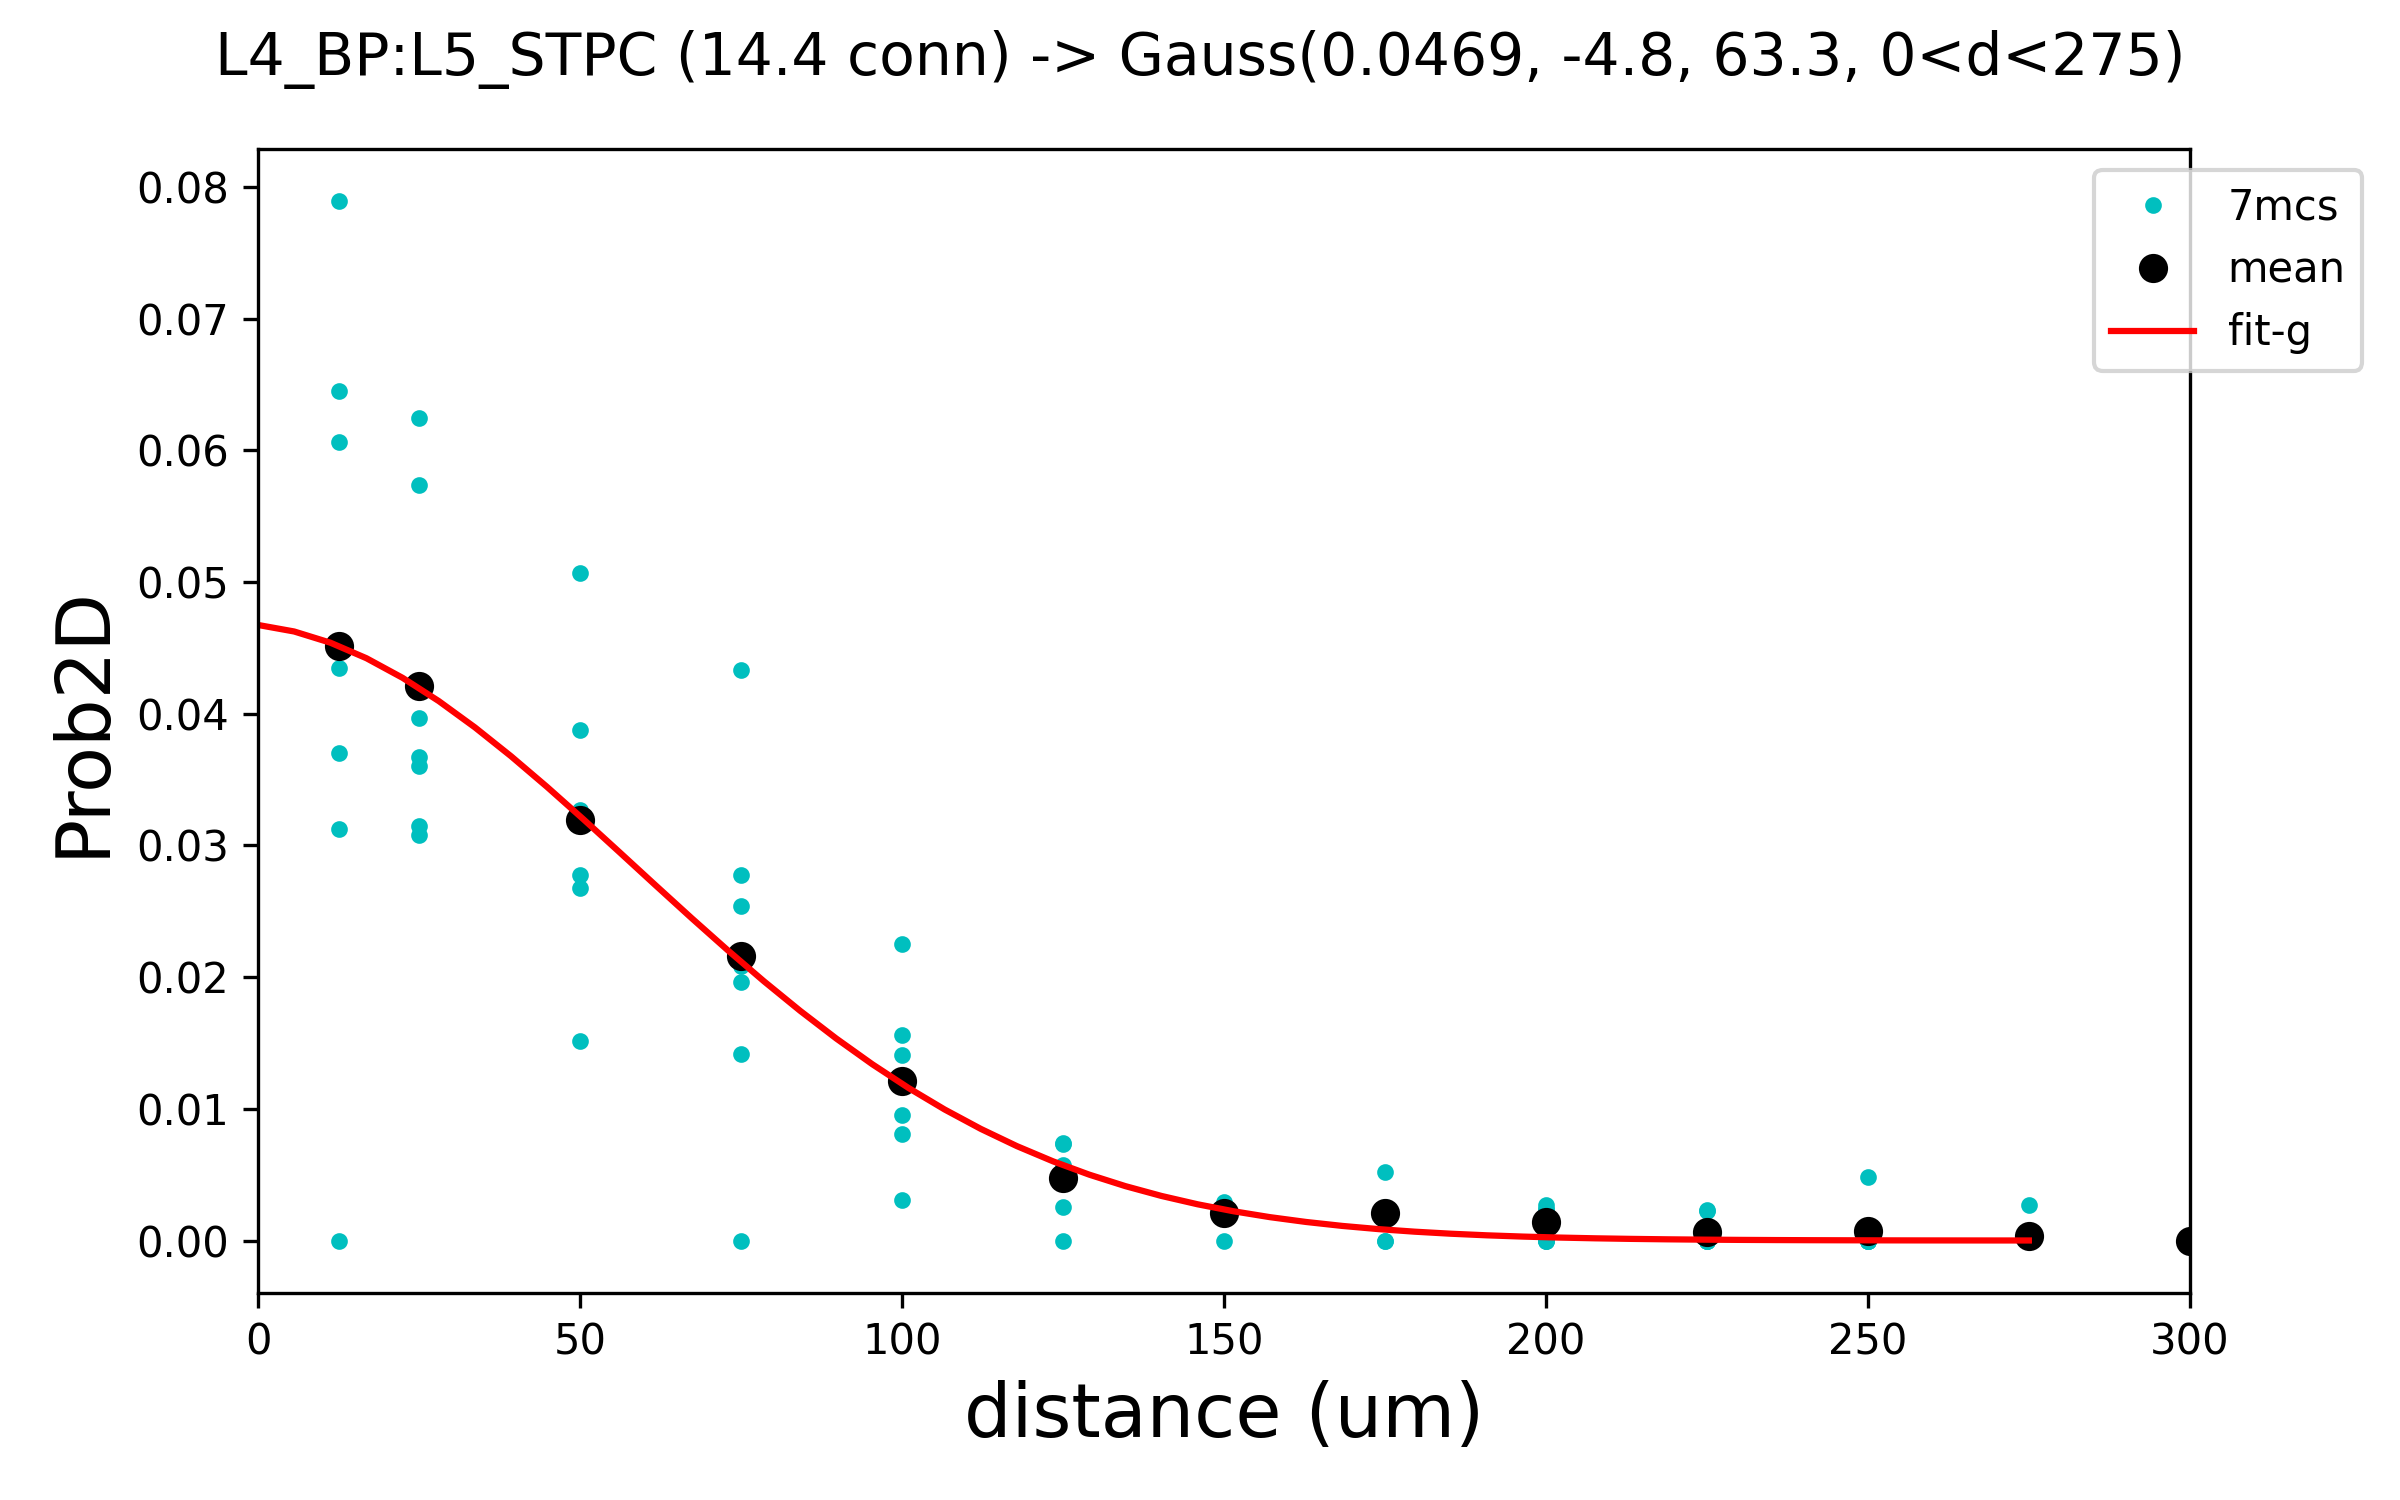 L4_BP:L5_STPC (14.4 conn) -> Gauss(0.0469, -4.8, 63.3, 0<d<275)
7mcs
mean
fit-g
Prob2D
0.08
0.07
0.06
0.05
0.04
0.03
0.02
0.01
0.00
0 50 100 150 200 250 300
distance (um)